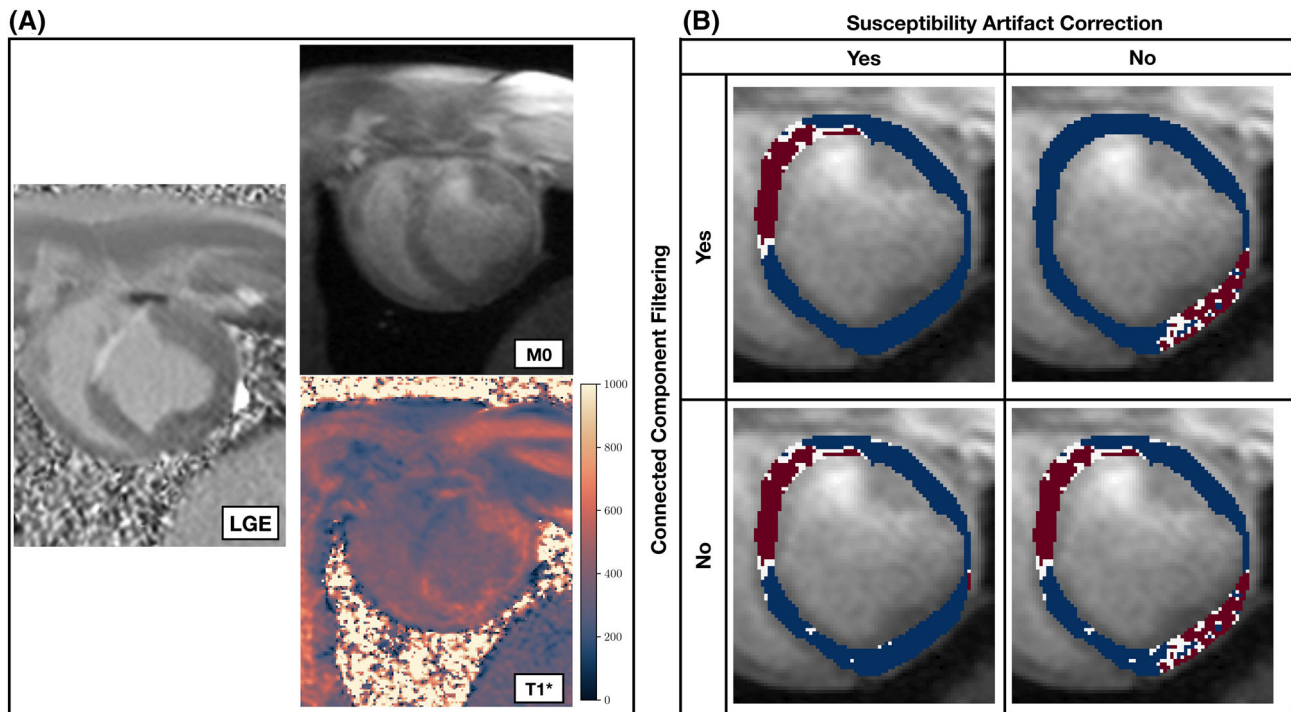 (A)
LGE
M0
T1*
1000
800
600
400
200
0
(B)
Susceptibility Artifact Correction
Yes
No
Connected Component Filtering
Yes
No